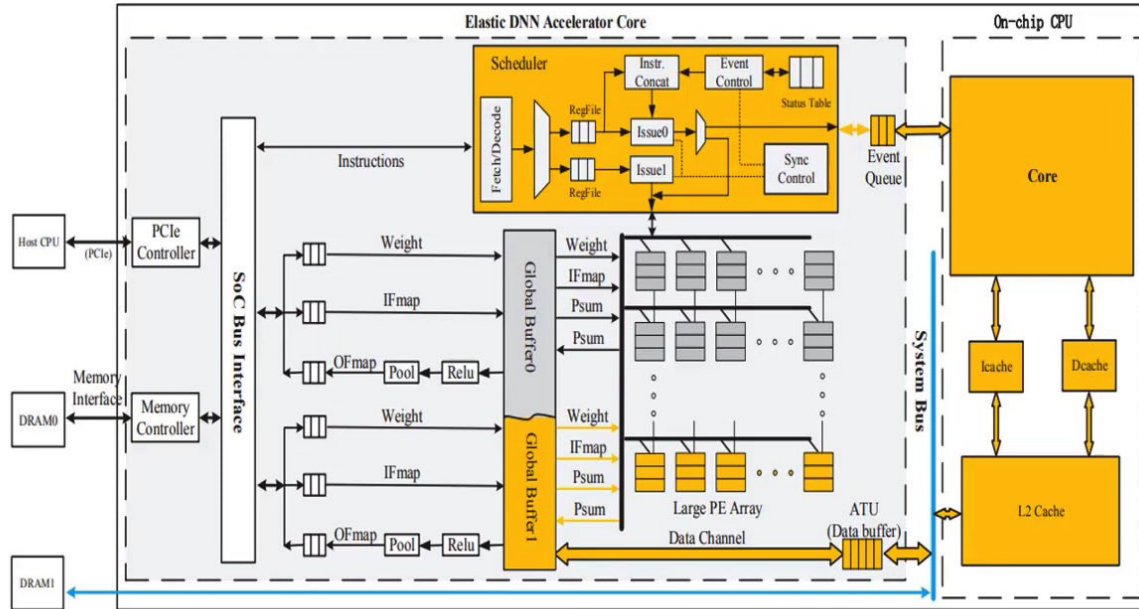 Elastic DNN Accelerator Core
On-chip CPU
Scheduler
Instr.
Concat
Event
Control
Status Table
Fetch/Decode
RegFile
Issue0
RegFile
Issue1
Sync
Control
Event
Queue
Core
Instructions
Host CPU
(PCIe)
PCIe
Controller
SoC Bus Interface
Weight
IFmap
OFmap
Pool
Relu
Global Buffer0
Weight
IFmap
Psum
Psum
System Bus
Icache
Dcache
DRAM0
Memory
Interface
Memory
Controller
Weight
IFmap
OFmap
Pool
Relu
Global Buffer1
Weight
IFmap
Psum
Psum
Large PE Array
ATU
(Data buffer)
Data Channel
L2 Cache
DRAM1